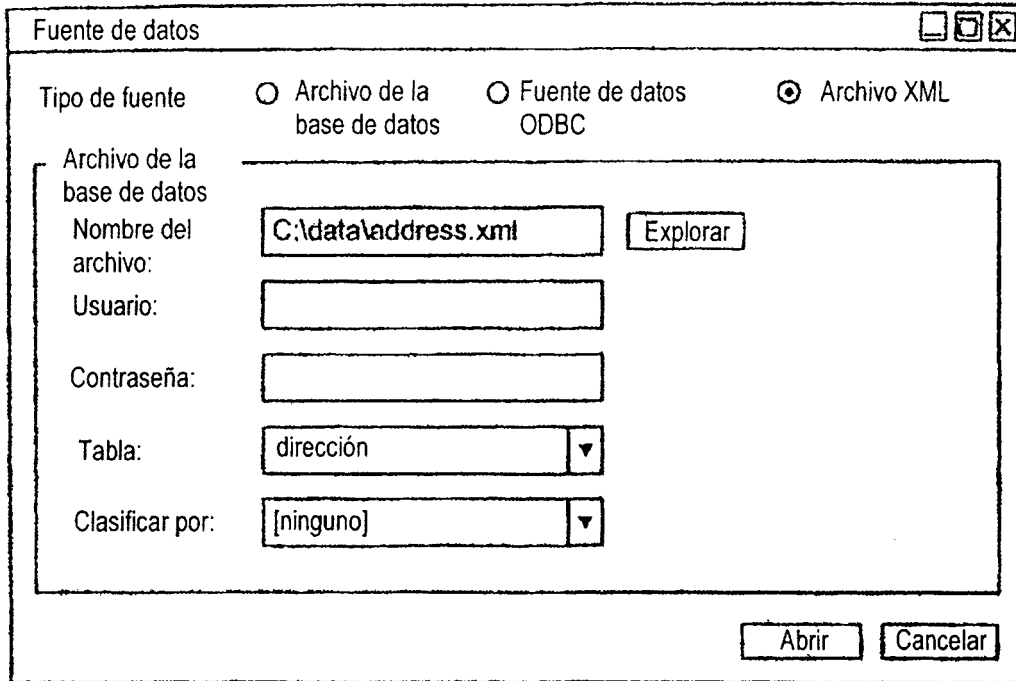 Fuente de datos
Tipo de fuente
Archivo de la
base de datos
Fuente de datos
ODBC
Archivo XML
Archivo de la
base de datos
Nombre del
archivo:
C:\data\address.xml
Explorar
Usuario:
Contraseña:
Tabla:
dirección
Clasificar por:
[ninguno]
Abrir
Cancelar